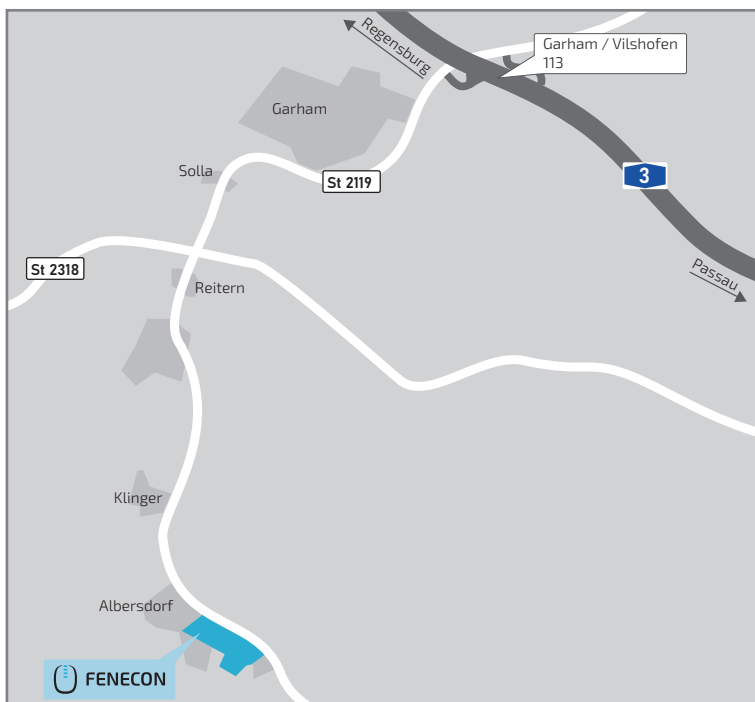 Regensburg
Garham / Vilshofen
113
Garham
Solla
St 2119
3
St 2318
Passau
Reitern
Klinger
Albersdorf
FENECON